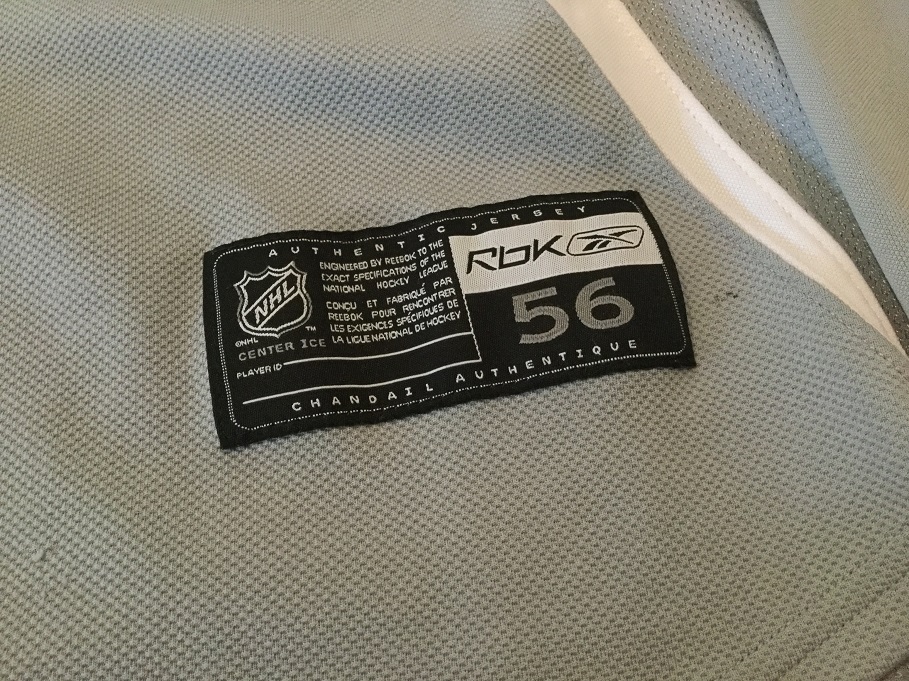 AUTHENTIC JERSEY
NHL
©NHL ™
CENTER ICE
ENGINEERED BY REEBOK TO THE
EXACT SPECIFICATIONS OF THE
NATIONAL HOCKEY LEAGUE
CONÇU ET FABRIQUÉ PAR
REEBOK POUR RENCONTRER
LES EXIGENCES SPÉCIFIQUES DE
LA LIGUE NATIONAL DE HOCKEY
Rbk
56
PLAYER ID
CHANDAIL AUTHENTIQUE